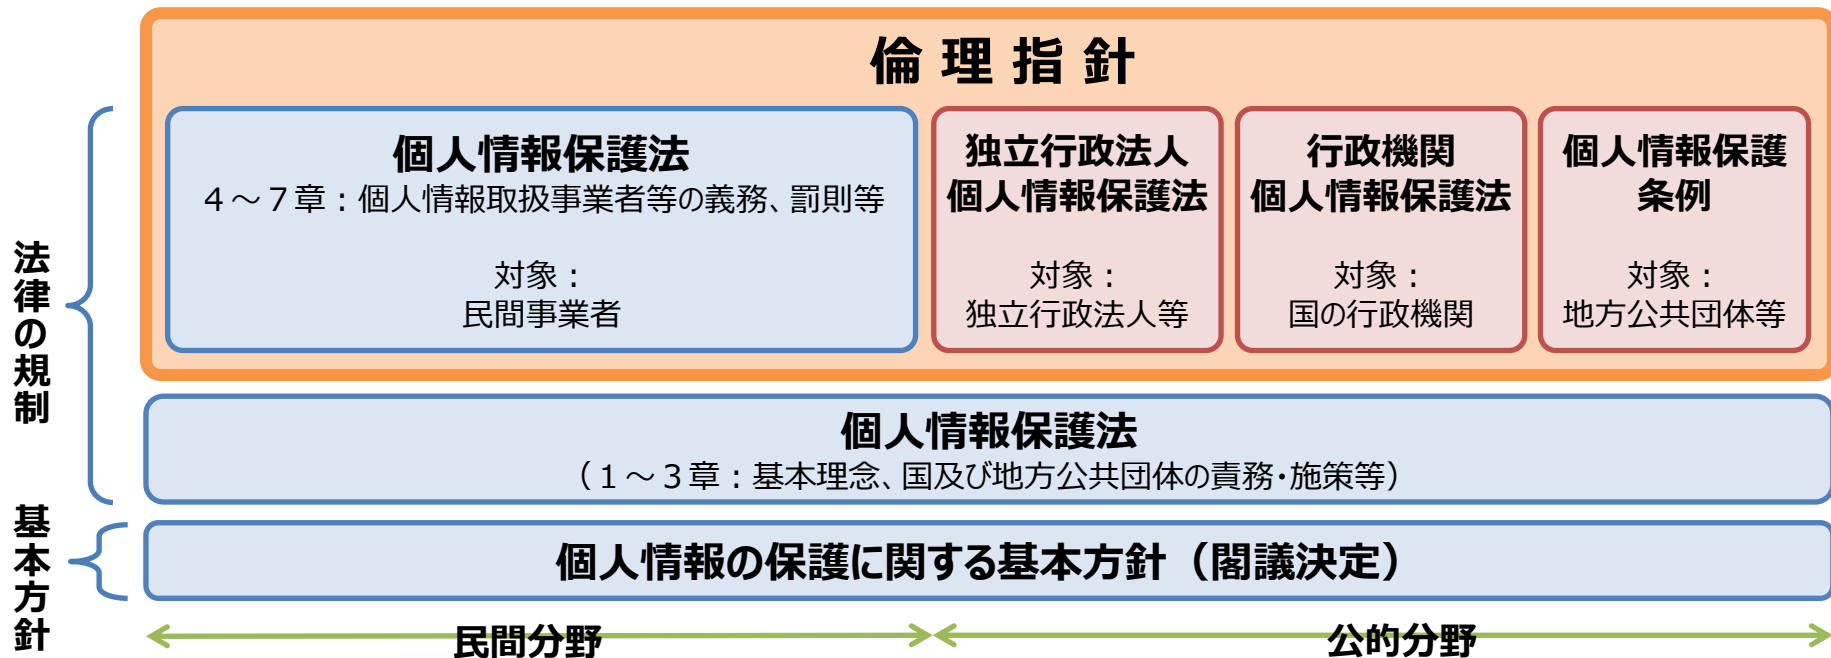 倫理指針
個人情報保護法
４～７章：個人情報取扱事業者等の義務、罰則等
対象：
民間事業者
独立行政法人
個人情報保護法
対象：
独立行政法人等
行政機関
個人情報保護法
対象：
国の行政機関
個人情報保護
条例
対象：
地方公共団体等
法律の規制
個人情報保護法
（１～３章：基本理念、国及び地方公共団体の責務・施策等）
基本方針
個人情報の保護に関する基本方針（閣議決定）
民間分野
公的分野